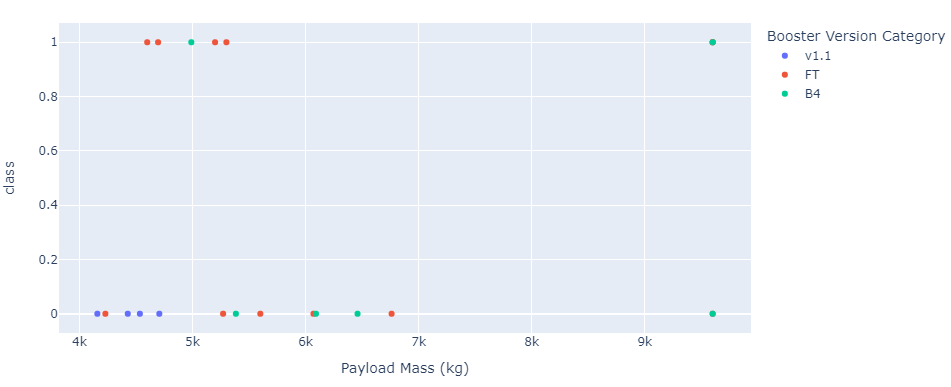 Booster Version Category
v1.1
FT
B4
class
1
0.8
0.6
0.4
0.2
0
4k 5k 6k 7k 8k 9k
Payload Mass (kg)